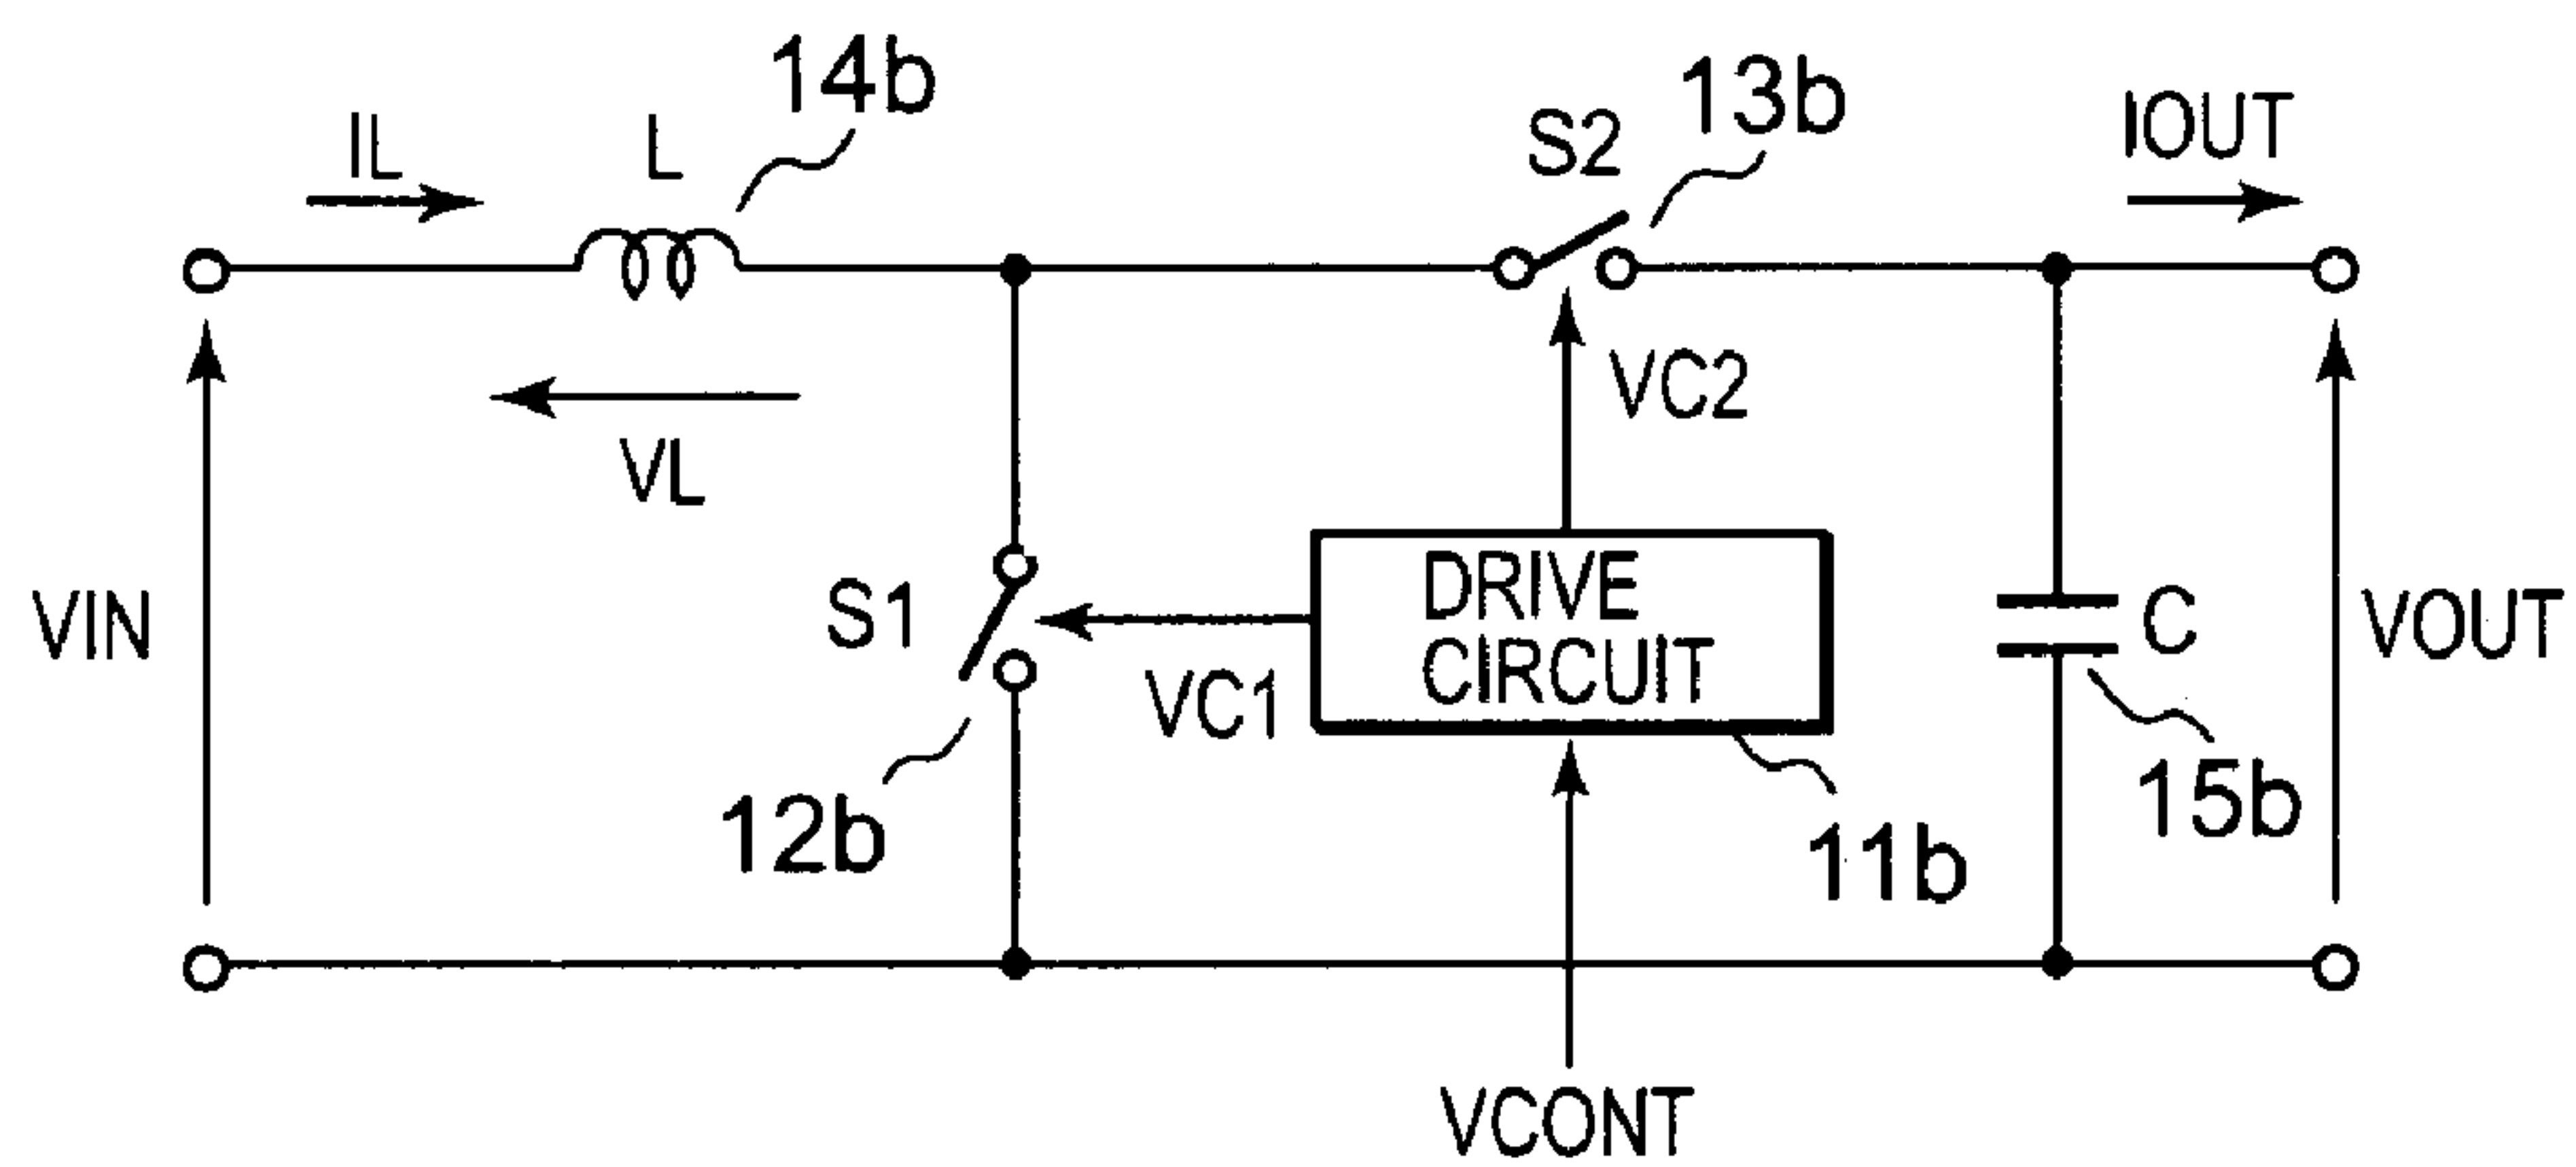 14b
13b
IL
L
S2
IOUT
VC2
VL
VIN
S1
DRIVE
CIRCUIT
VC1
C
VOUT
12b
15b
11b
VCONT